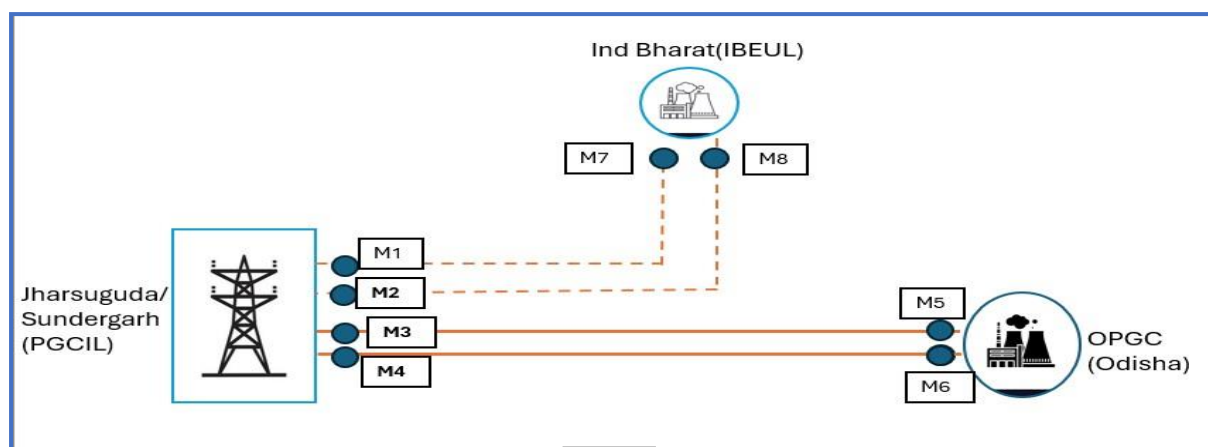 Ind Bharat(IBEUL)
M7
M8
M1
M2
Jharsuguda/
Sundergarh
(PGCIL)
M3
M4
M5
M6
OPGC
(Odisha)